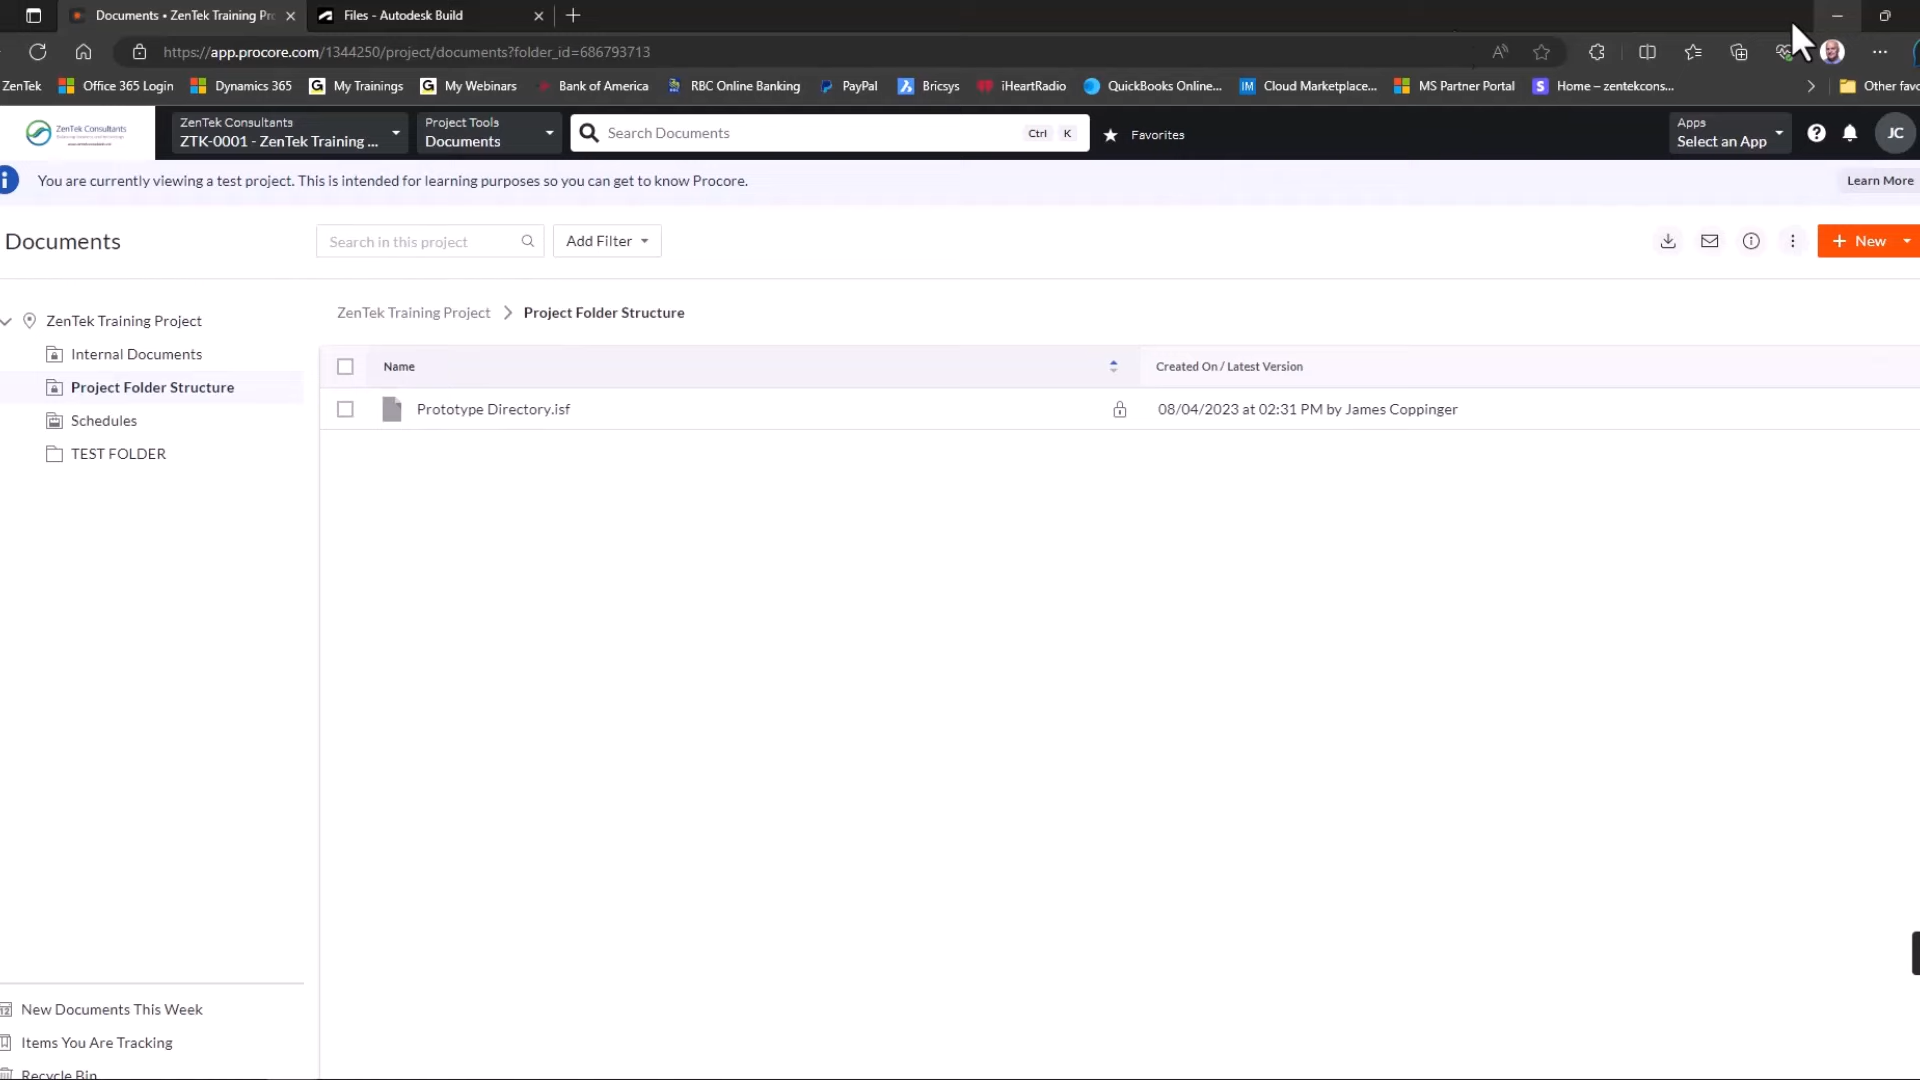 Documents • ZenTek Training Pr
Files - Autodesk Build
https://app.procore.com/1344250/project/documents?folder_id=686793713
ZenTek
Office 365 Login
Dynamics 365
My Trainings
My Webinars
Bank of America
RBC Online Banking
PayPal
Bricsys
iHeartRadio
QuickBooks Online...
Cloud Marketplace...
MS Partner Portal
Home – zentekcons...
Other favo
ZenTek Consultants
ZenTek Consultants
ZTK-0001 - ZenTek Training ...
Project Tools
Documents
Search Documents
Ctrl K
Favorites
Apps
Select an App
JC
You are currently viewing a test project. This is intended for learning purposes so you can get to know Procore.
Learn More
Documents
Search in this project
Add Filter
New
ZenTek Training Project
Internal Documents
Project Folder Structure
Schedules
TEST FOLDER
ZenTek Training Project > Project Folder Structure
Name
Created On / Latest Version
Prototype Directory.isf
08/04/2023 at 02:31 PM by James Coppinger
New Documents This Week
Items You Are Tracking
Recycle Bin